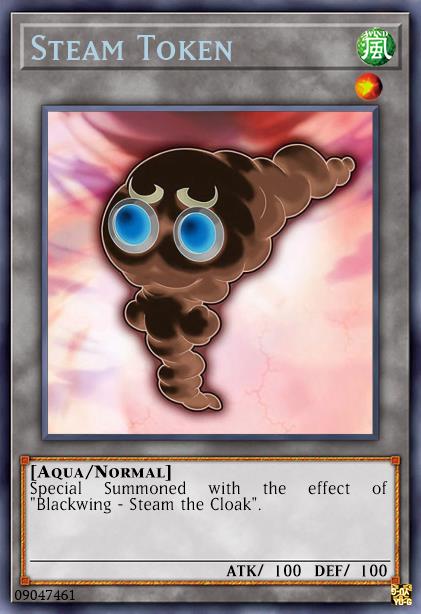 STEAM TOKEN
WIND
風
[AQUA/NORMAL]
Special Summoned with the effect of
"Blackwing - Steam the Cloak".
ATK/ 100 DEF/ 100
09047461